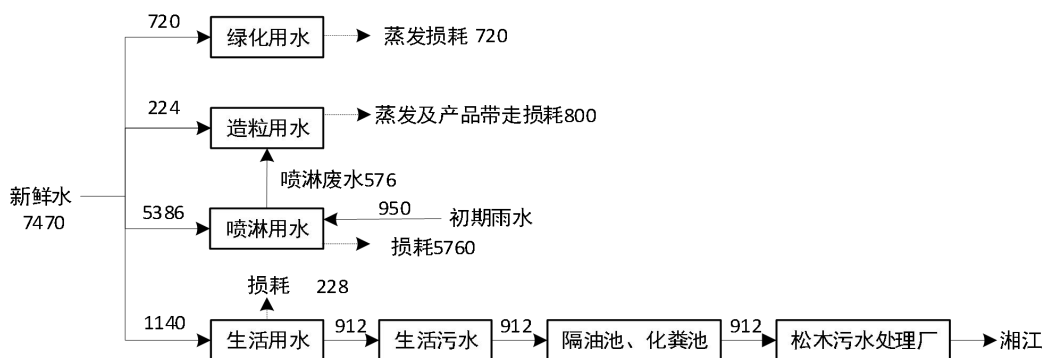 720
绿化用水
蒸发损耗 720
224
造粒用水
蒸发及产品带走损耗800
喷淋废水576
新鲜水
7470
5386
喷淋用水
950
初期雨水
损耗5760
损耗 228
1140
生活用水
912
生活污水
912
隔油池、化粪池
912
松木污水处理厂
湘江